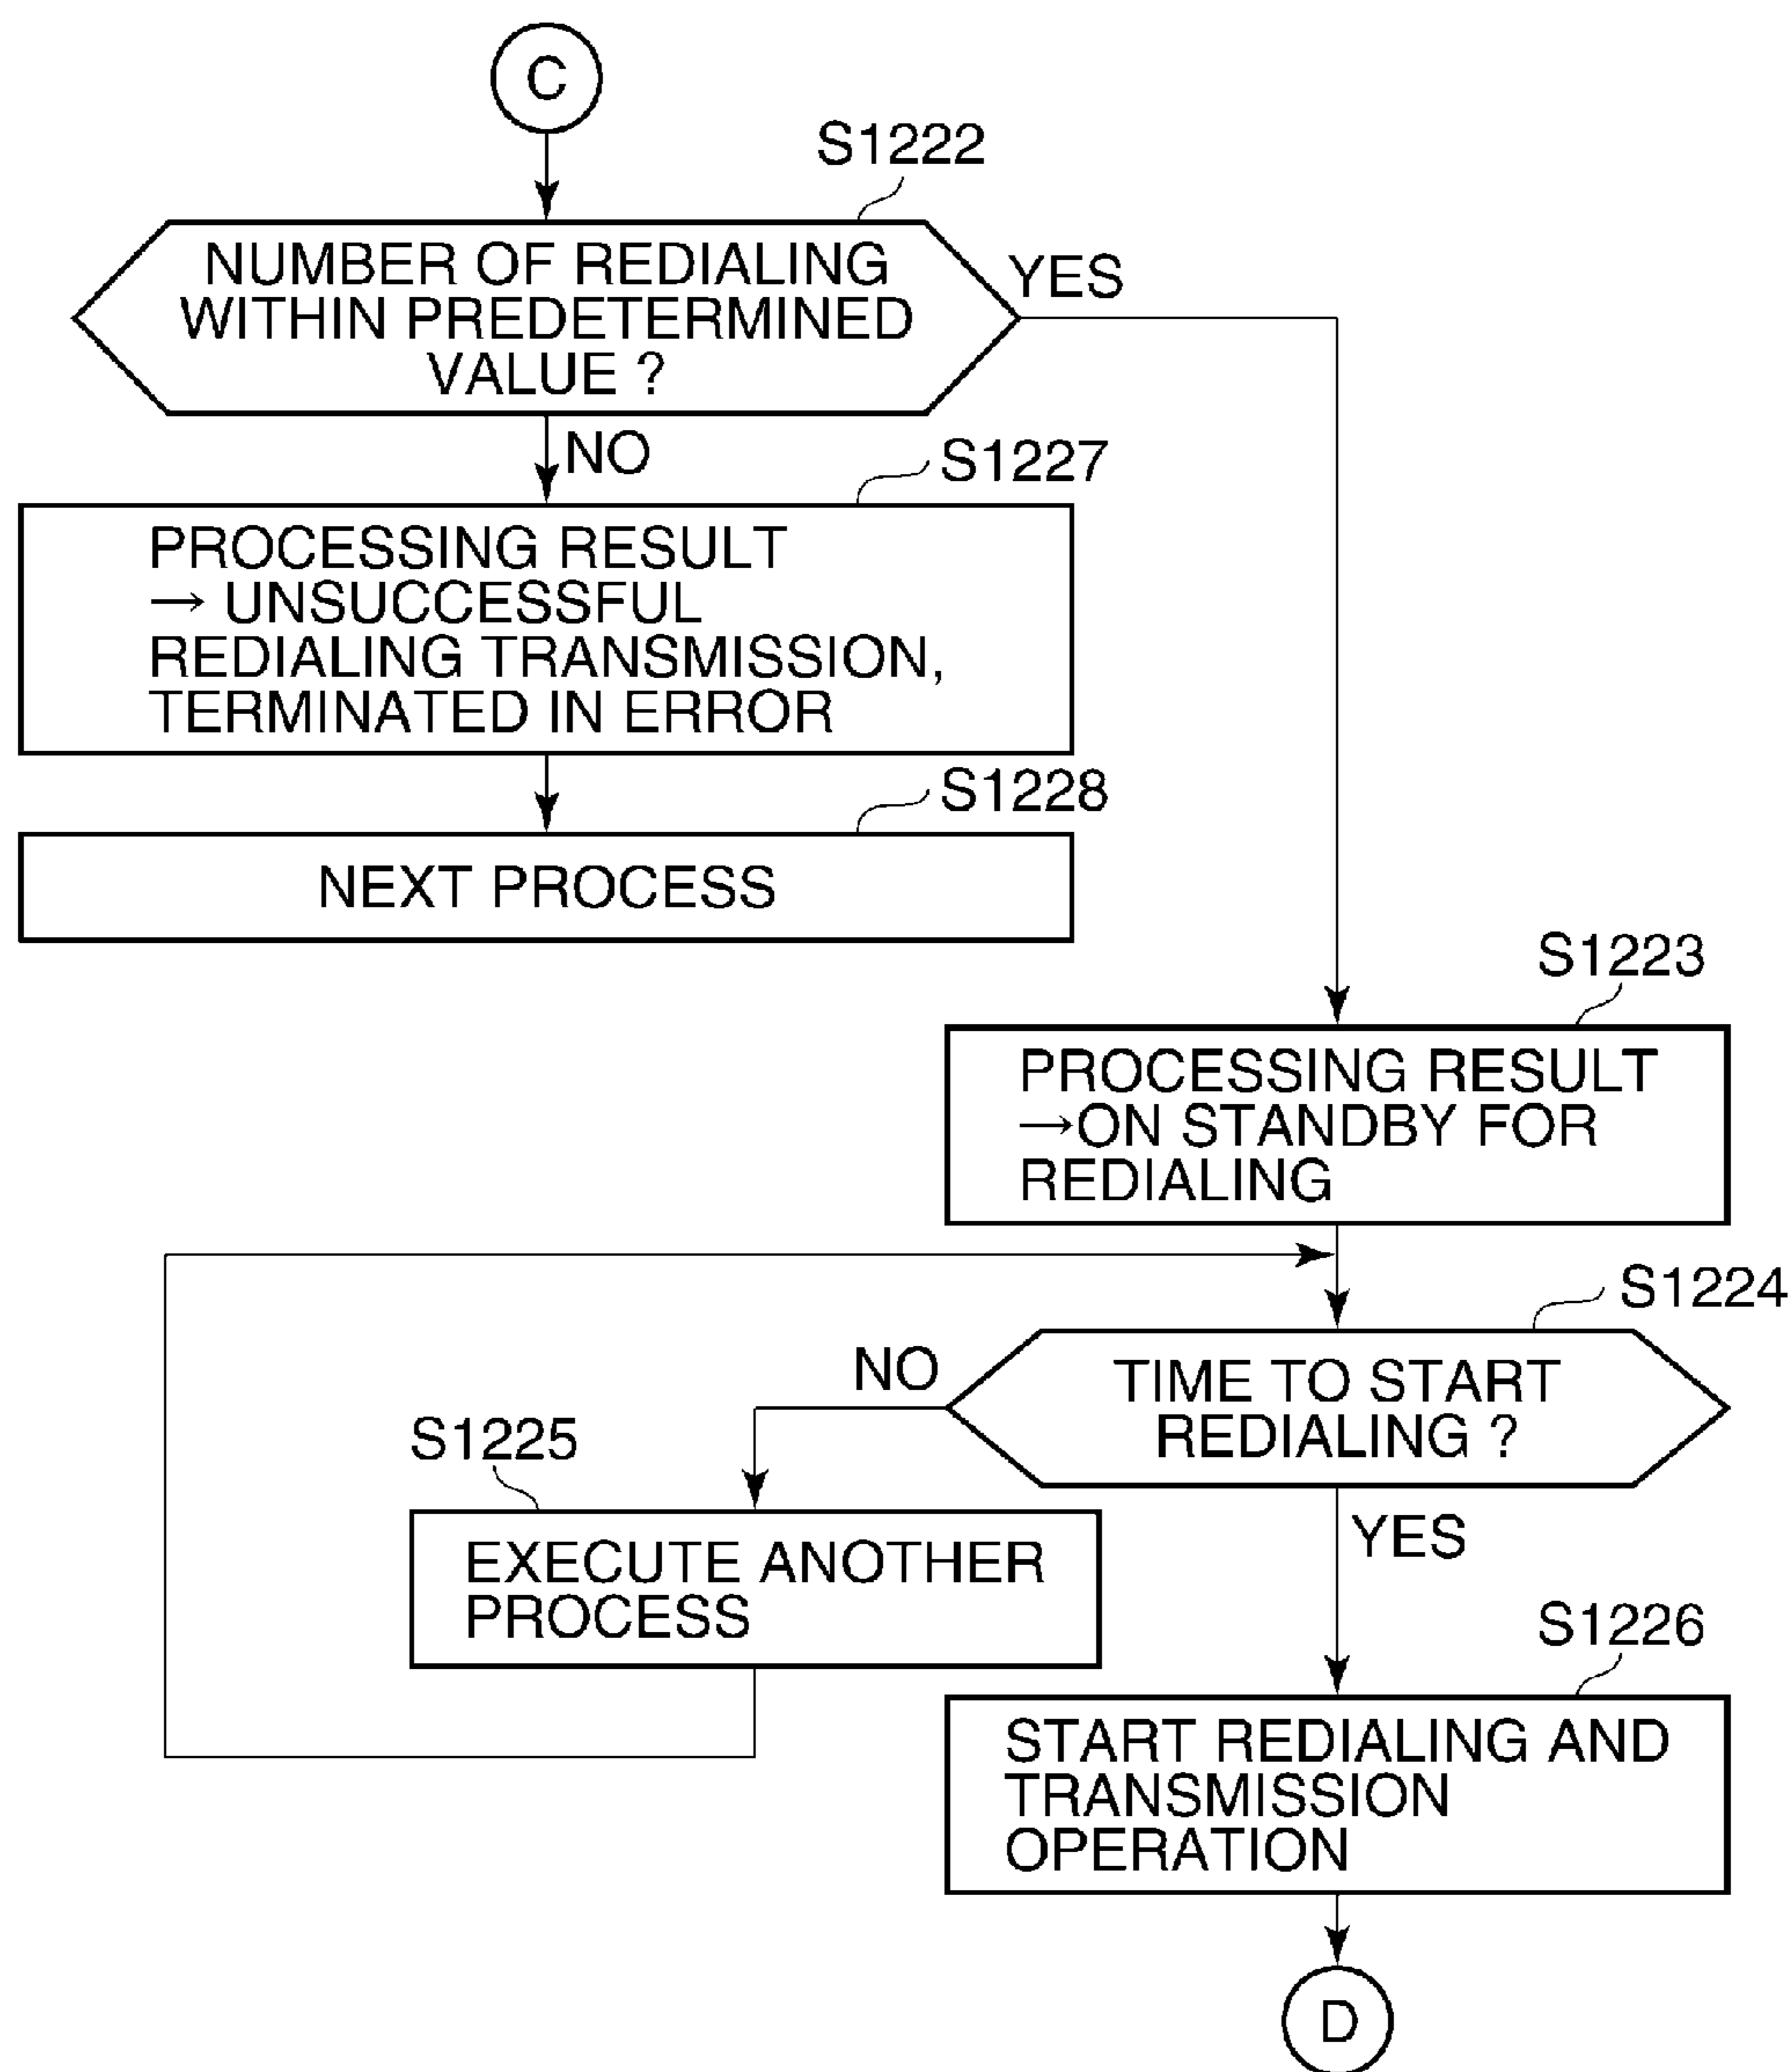 C
S1222
NUMBER OF REDIALING
WITHIN PREDETERMINED
VALUE ?
YES
NO
S1227
PROCESSING RESULT
→ UNSUCCESSFUL
REDIALING TRANSMISSION,
TERMINATED IN ERROR
S1228
NEXT PROCESS
S1223
PROCESSING RESULT
→ON STANDBY FOR
REDIALING
S1224
TIME TO START
REDIALING ?
NO
S1225
EXECUTE ANOTHER
PROCESS
YES
S1226
START REDIALING AND
TRANSMISSION
OPERATION
D